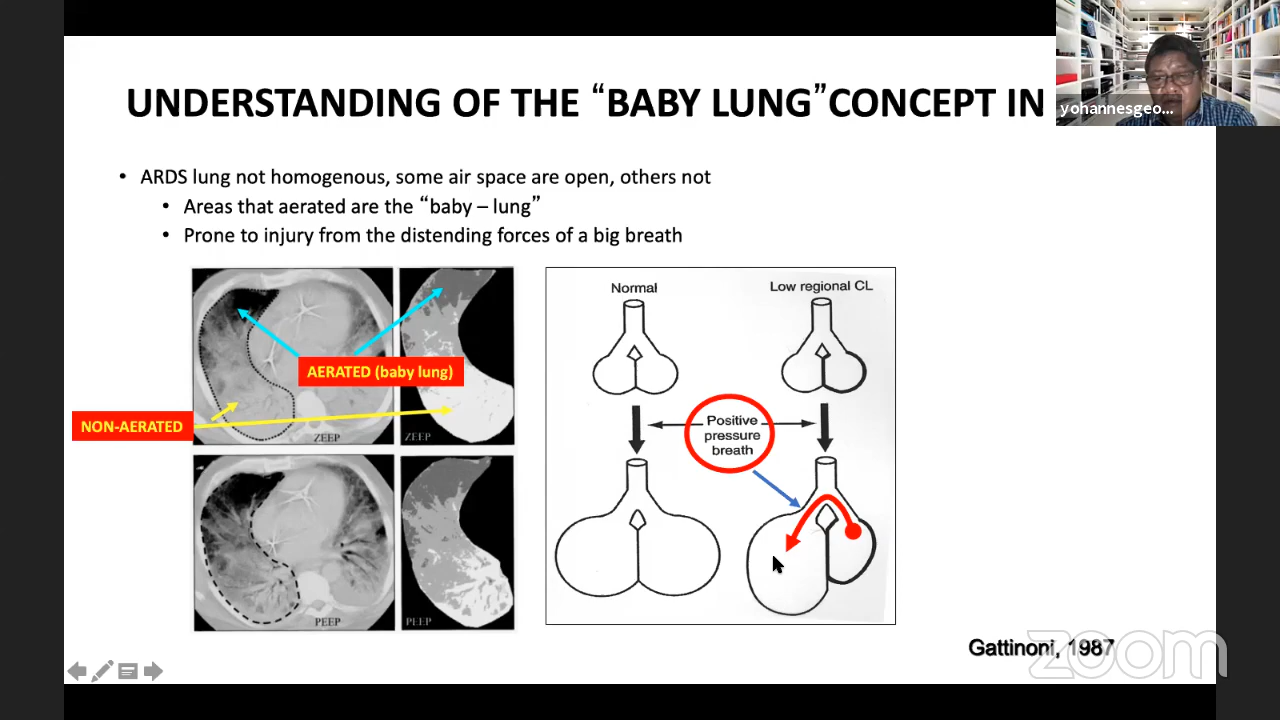 UNDERSTANDING OF THE “BABY LUNG”CONCEPT IN
yohannesgeo...
• ARDS lung not homogenous, some air space are open, others not
• Areas that aerated are the “baby – lung”
• Prone to injury from the distending forces of a big breath
AERATED (baby lung)
NON-AERATED
ZEEP
ZEEP
PEEP
PEEP
Normal
Low regional CL
Positive
pressure
breath
Gattinoni, 1987
zoom